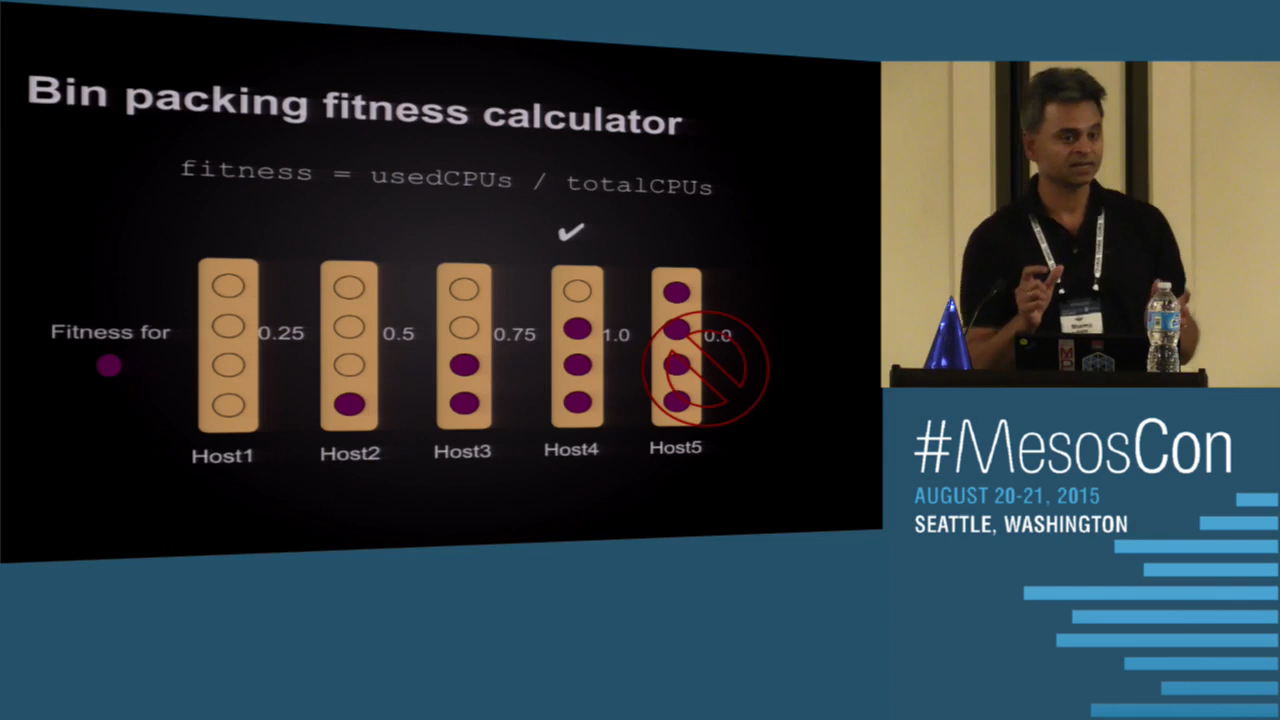 Bin packing fitness calculator
fitness = usedCPUs / totalCPUs
Fitness for
0.25
0.5
0.75
1.0
0.0
Host1
Host2
Host3
Host4
Host5
#MesosCon
AUGUST 20-21, 2015
SEATTLE, WASHINGTON